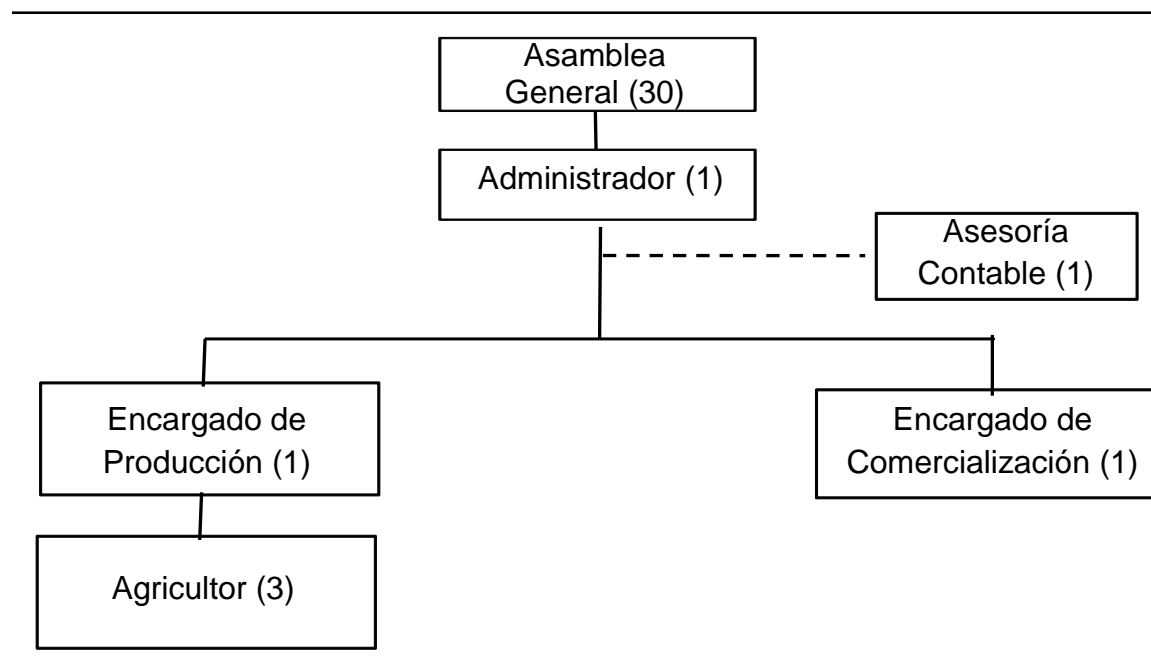 Asamblea
General (30)
Administrador (1)
Asesoría
Contable (1)
Encargado de
Producción (1)
Encargado de
Comercialización (1)
Agricultor (3)